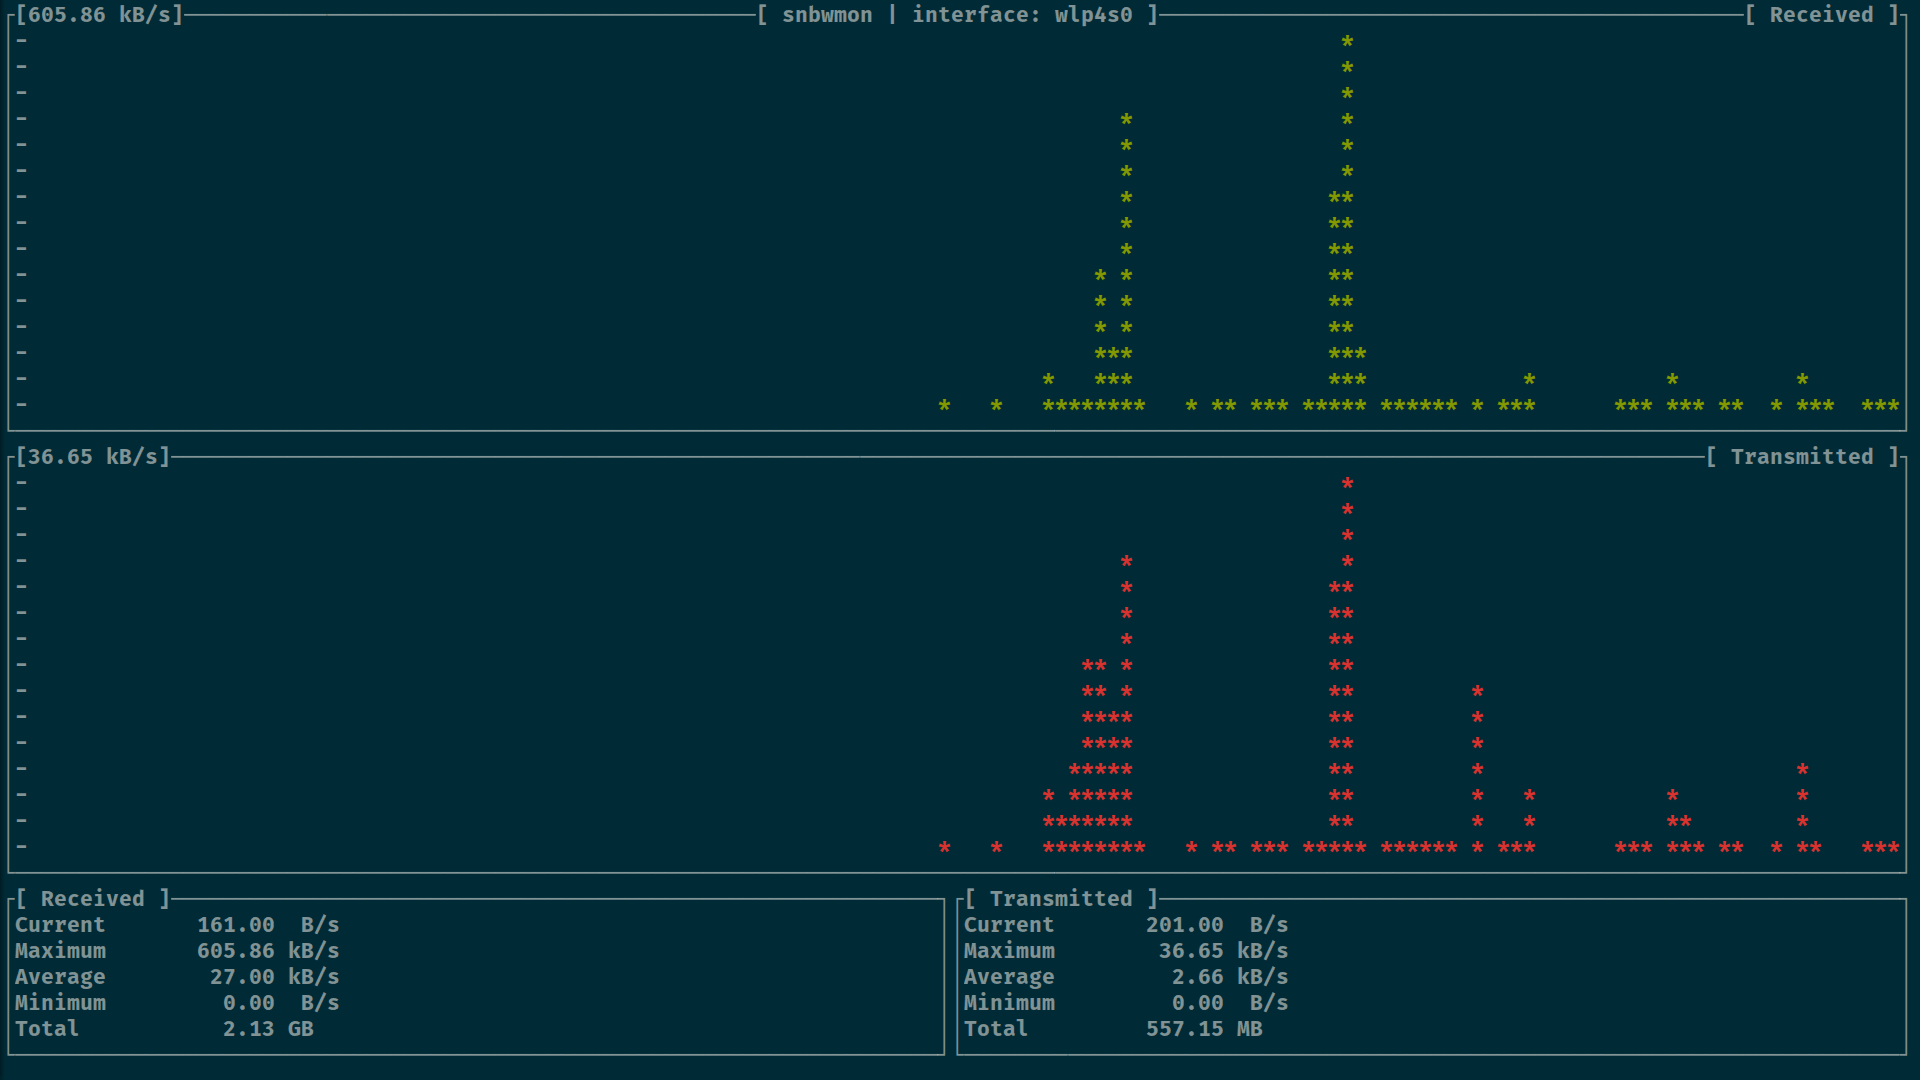 [605.86 kB/s] [ snbwmon | interface: wlp4s0 ] [ Received ]
[36.65 kB/s] [ Transmitted ]
[ Received ]
Current 161.00 B/s
Maximum 605.86 kB/s
Average 27.00 kB/s
Minimum 0.00 B/s
Total 2.13 GB
[ Transmitted ]
Current 201.00 B/s
Maximum 36.65 kB/s
Average 2.66 kB/s
Minimum 0.00 B/s
Total 557.15 MB